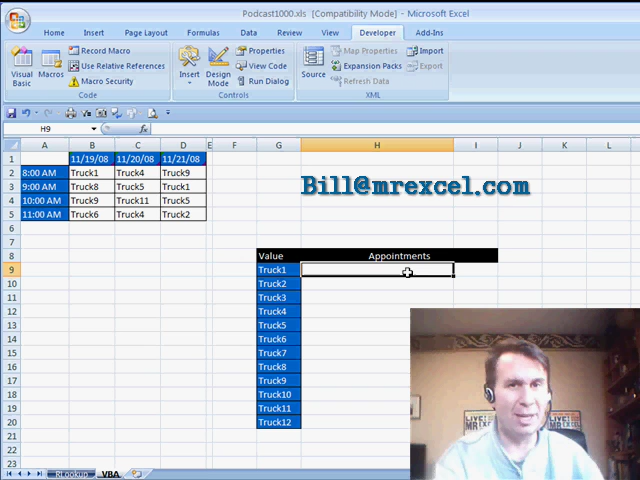 Podcast1000.xls [Compatibility Mode] - Microsoft Excel
Home Insert Page Layout Formulas Data Review View Developer Add-Ins
Visual Basic
Macros
Record Macro
Use Relative References
Macro Security
Code
Insert
Design Mode
Properties
View Code
Run Dialog
Controls
Source
Map Properties
Expansion Packs
Refresh Data
Import
Export
XML
H9
fx
A B C D E F G H I J K L
1 11/19/08 11/20/08 11/21/08
2 8:00 AM Truck1 Truck4 Truck9
3 9:00 AM Truck8 Truck5 Truck1
4 10:00 AM Truck9 Truck11 Truck5
5 11:00 AM Truck6 Truck4 Truck2
6
7
Bill@mrexcel.com
8 Value Appointments
9 Truck1
10 Truck2
11 Truck3
12 Truck4
13 Truck5
14 Truck6
15 Truck7
16 Truck8
17 Truck9
18 Truck10
19 Truck11
20 Truck12
21
22
23
RLookup VBA
LIVE!
LIVE!